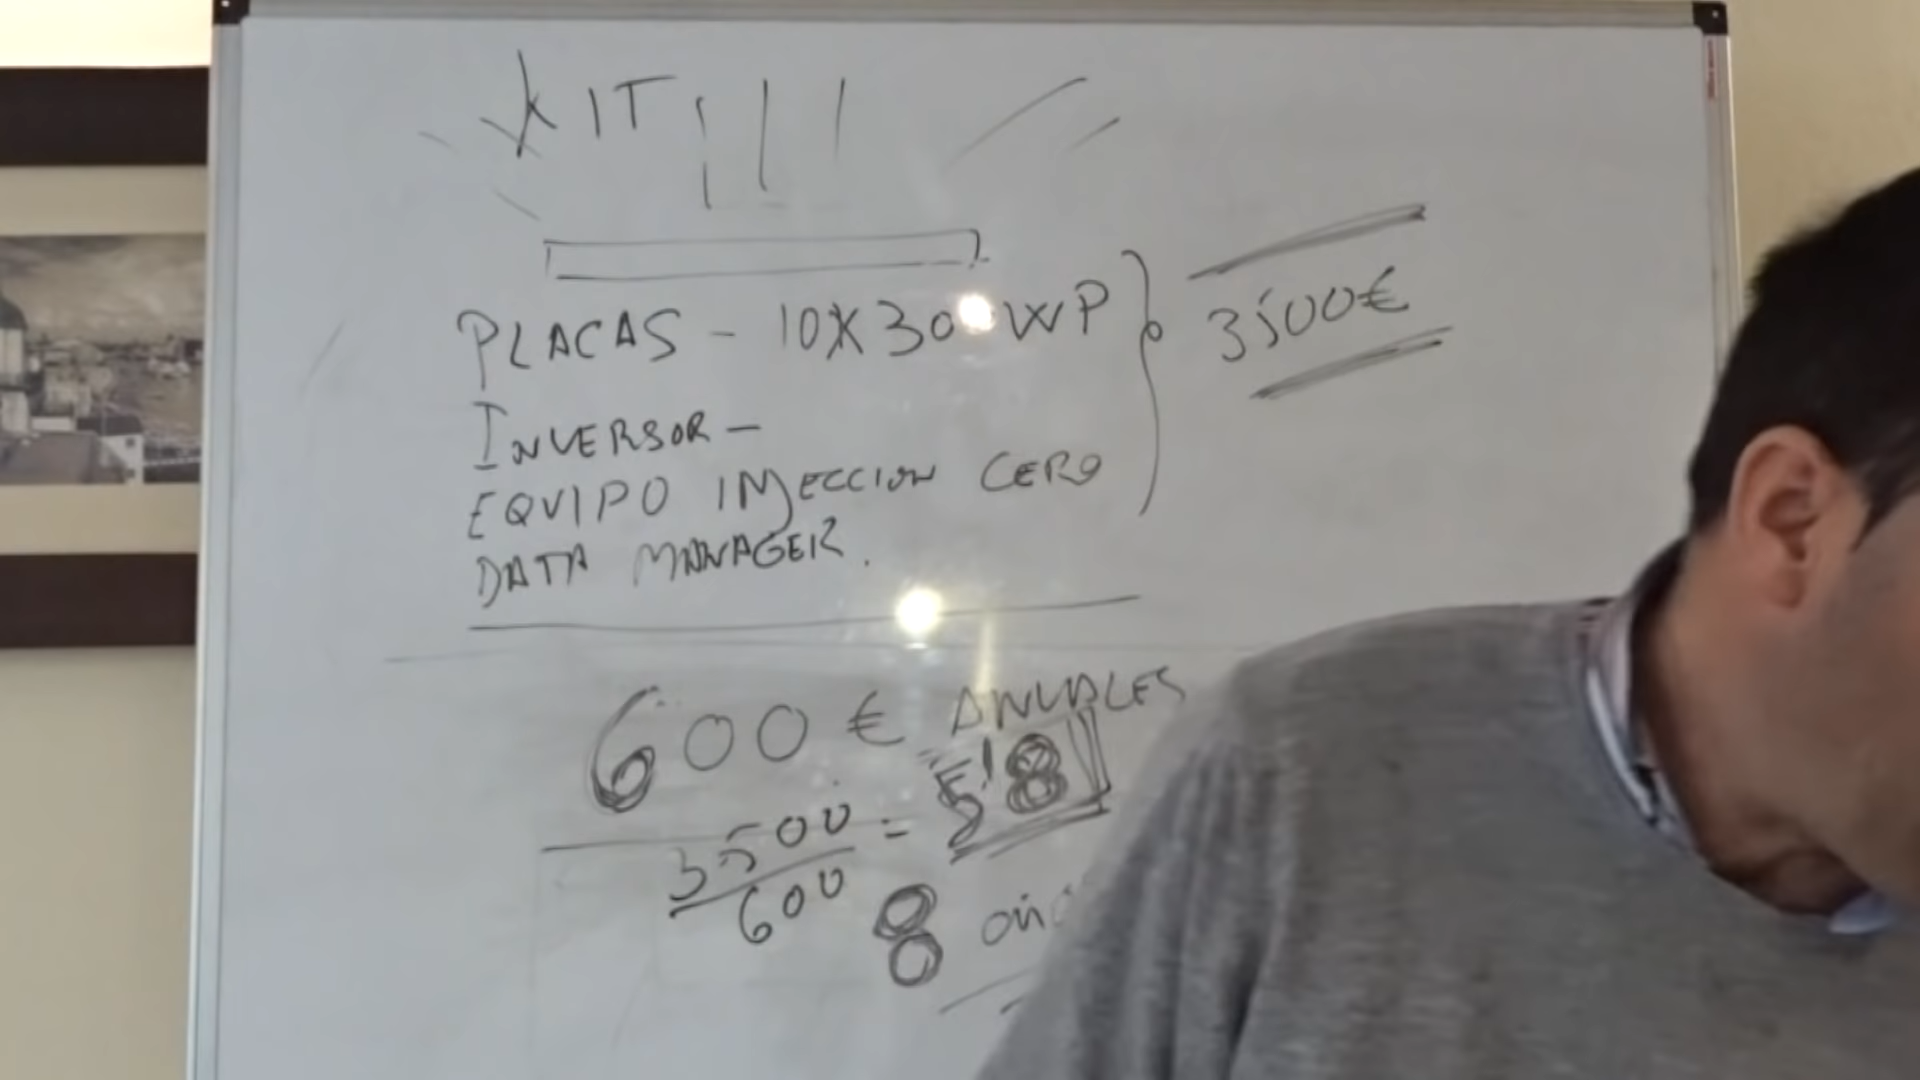 KIT
PLACAS - 10X300WP
3500€
INVERSOR -
EQUIPO INYECCION CERO
DATA MANAGER.
600 € ANUALES
3500 = 5'8
600
8